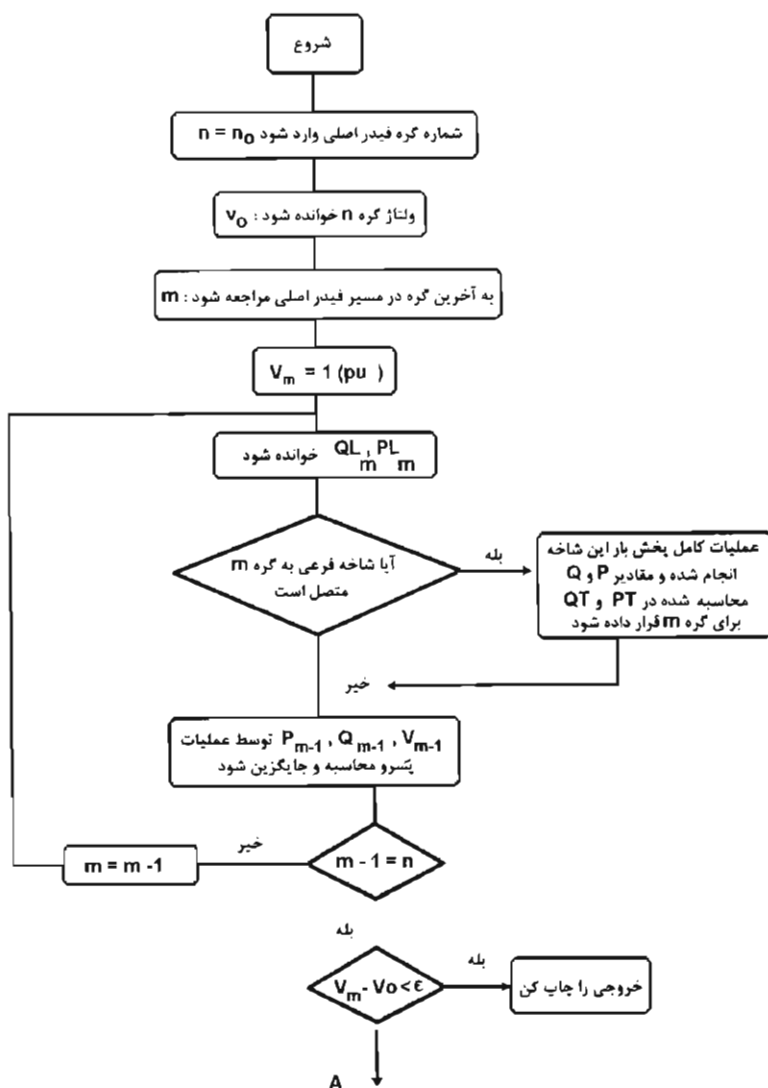 شروع
شماره گره فیدر اصلی وارد شود n = n₀
ولتاژ گره n خوانده شود : v₀
به آخرین گره در مسیر فیدر اصلی مراجعه شود : m
Vₘ = 1 (pu )
QLₘ , PLₘ خوانده شود
آیا شاخه فرعی به گره m
متصل است
بله
عملیات کامل پخش بار این شاخه
انجام شده و مقادیر P و Q
محاسبه شده در PT و QT
برای گره m قرار داده شود
خیر
P m-1 , Q m-1 , V m-1 توسط عملیات
پسرو محاسبه و جایگزین شود
m - 1 = n
خیر
m = m -1
بله
Vₘ - Vo < ε
بله
خروجی را چاپ کن
A